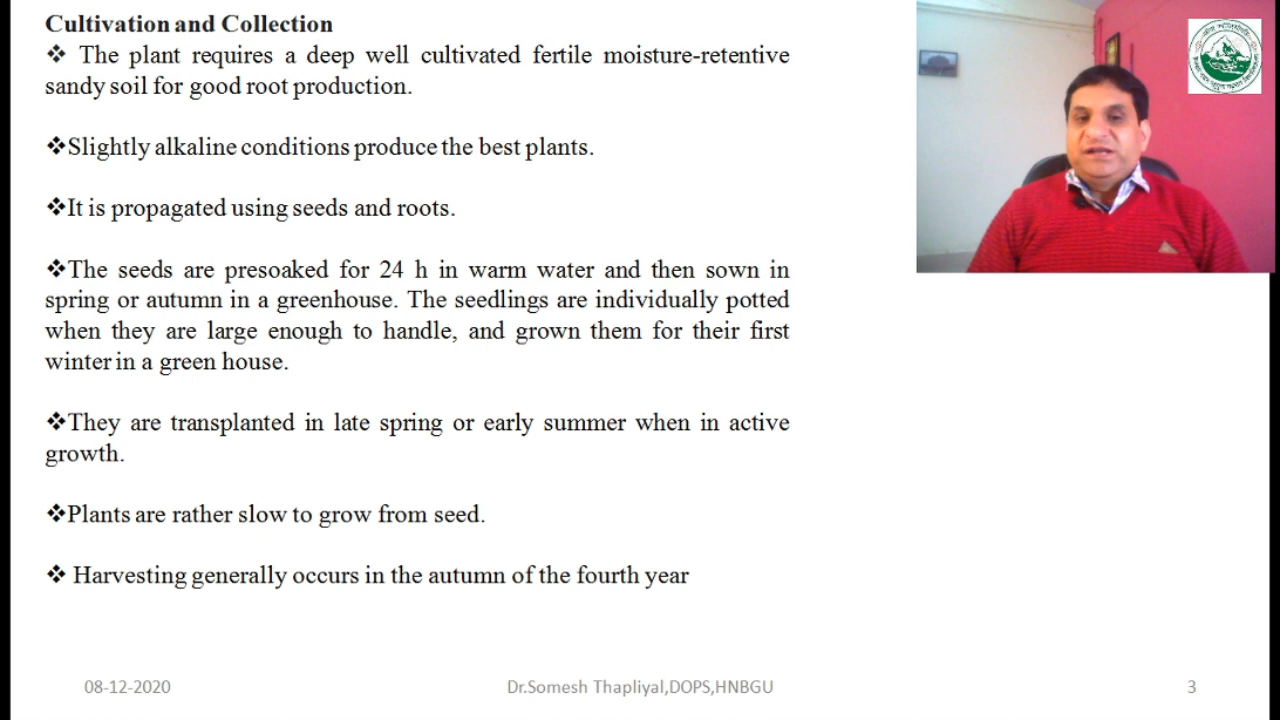 Cultivation and Collection
❖ The plant requires a deep well cultivated fertile moisture-retentive
sandy soil for good root production.
❖Slightly alkaline conditions produce the best plants.
❖It is propagated using seeds and roots.
❖The seeds are presoaked for 24 h in warm water and then sown in
spring or autumn in a greenhouse. The seedlings are individually potted
when they are large enough to handle, and grown them for their first
winter in a green house.
❖They are transplanted in late spring or early summer when in active
growth.
❖Plants are rather slow to grow from seed.
❖ Harvesting generally occurs in the autumn of the fourth year
08-12-2020
Dr.Somesh Thapliyal,DOPS,HNBGU
3